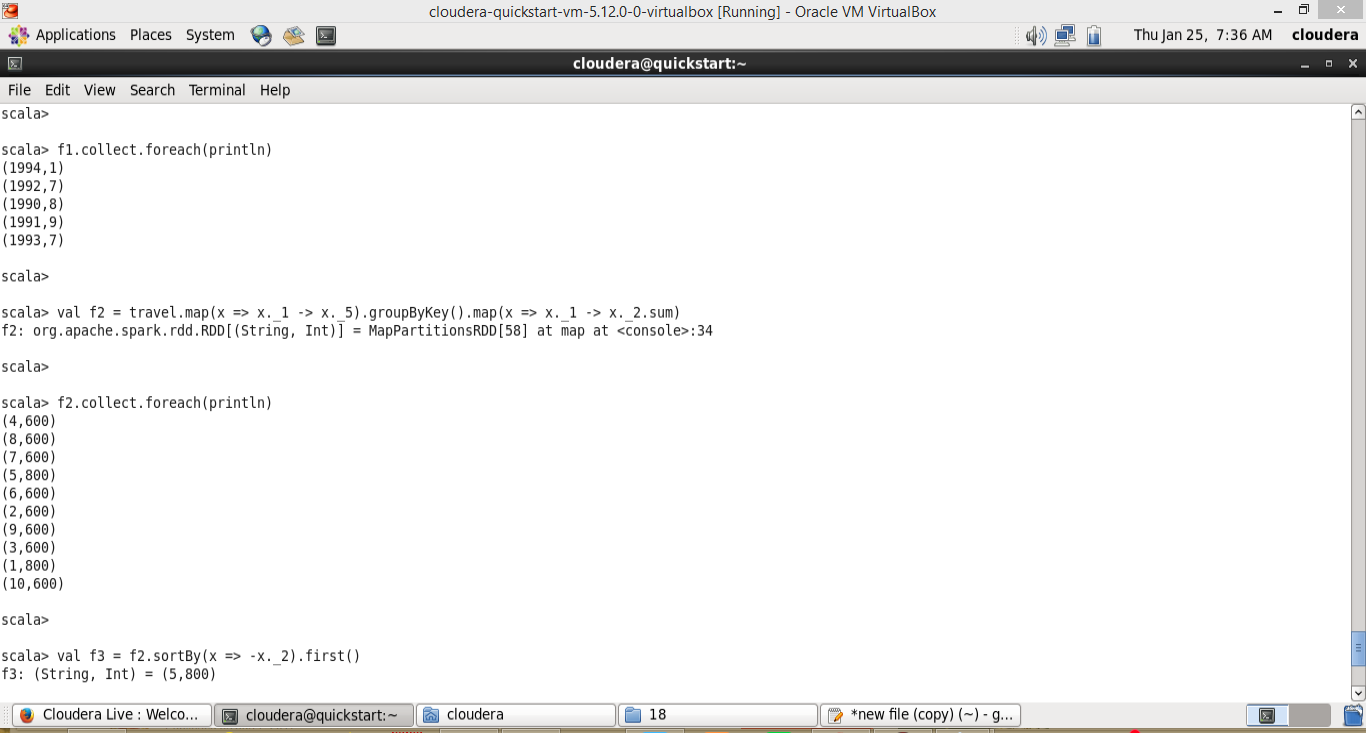 cloudera-quickstart-vm-5.12.0-0-virtualbox [Running] - Oracle VM VirtualBox
Applications Places System Thu Jan 25, 7:36 AM cloudera
cloudera@quickstart:~
File Edit View Search Terminal Help
scala>
scala> f1.collect.foreach(println)
(1994,1)
(1992,7)
(1990,8)
(1991,9)
(1993,7)
scala>
scala> val f2 = travel.map(x => x._1 -> x._5).groupByKey().map(x => x._1 -> x._2.sum)
f2: org.apache.spark.rdd.RDD[(String, Int)] = MapPartitionsRDD[58] at map at <console>:34
scala>
scala> f2.collect.foreach(println)
(4,600)
(8,600)
(7,600)
(5,800)
(6,600)
(2,600)
(9,600)
(3,600)
(1,800)
(10,600)
scala>
scala> val f3 = f2.sortBy(x => -x._2).first()
f3: (String, Int) = (5,800)
Cloudera Live : Welco... cloudera@quickstart:~ cloudera 18 *new file (copy) (~) - g...